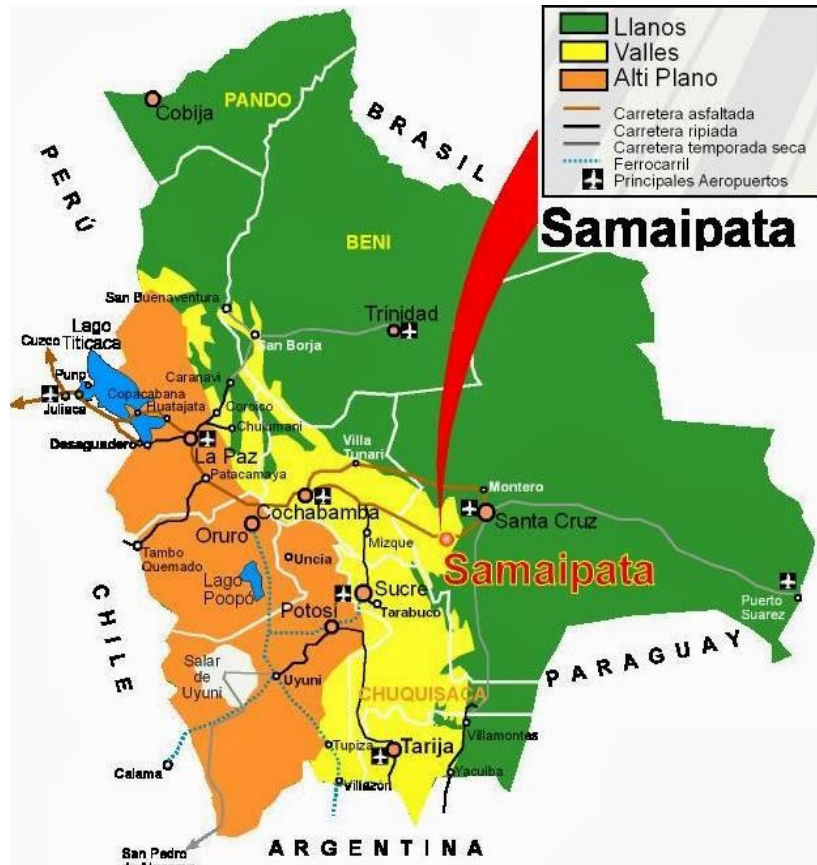 Llanos
Valles
Alti Plano
Carretera asfaltada
Carretera ripiada
Carretera temporada seca
Ferrocarril
Principales Aeropuertos
Samaipata
PANDO
Cobija
BRASIL
PERÚ
BENI
San Buenaventura
Trinidad
Lago
Titicaca
Cuzco
San Borja
Puno
Caranavi
Copacabana
Juliaca
Huatajata
Coroico
Chulumani
Desaguadero
La Paz
Villa
Tunari
Patacamaya
Montero
Cochabamba
Santa Cruz
Oruro
Mizque
Tambo
Quemado
Uncia
Samaipata
Lago
Poopó
Sucre
Tarabuco
Puerto
Suarez
Potosi
CHILE
PARAGUAY
Salar
de
Uyuni
Uyuni
CHUQUISACA
Villamontes
Tupiza
Tarija
Calama
Villazón
Yacuiba
ARGENTINA
San Pedro